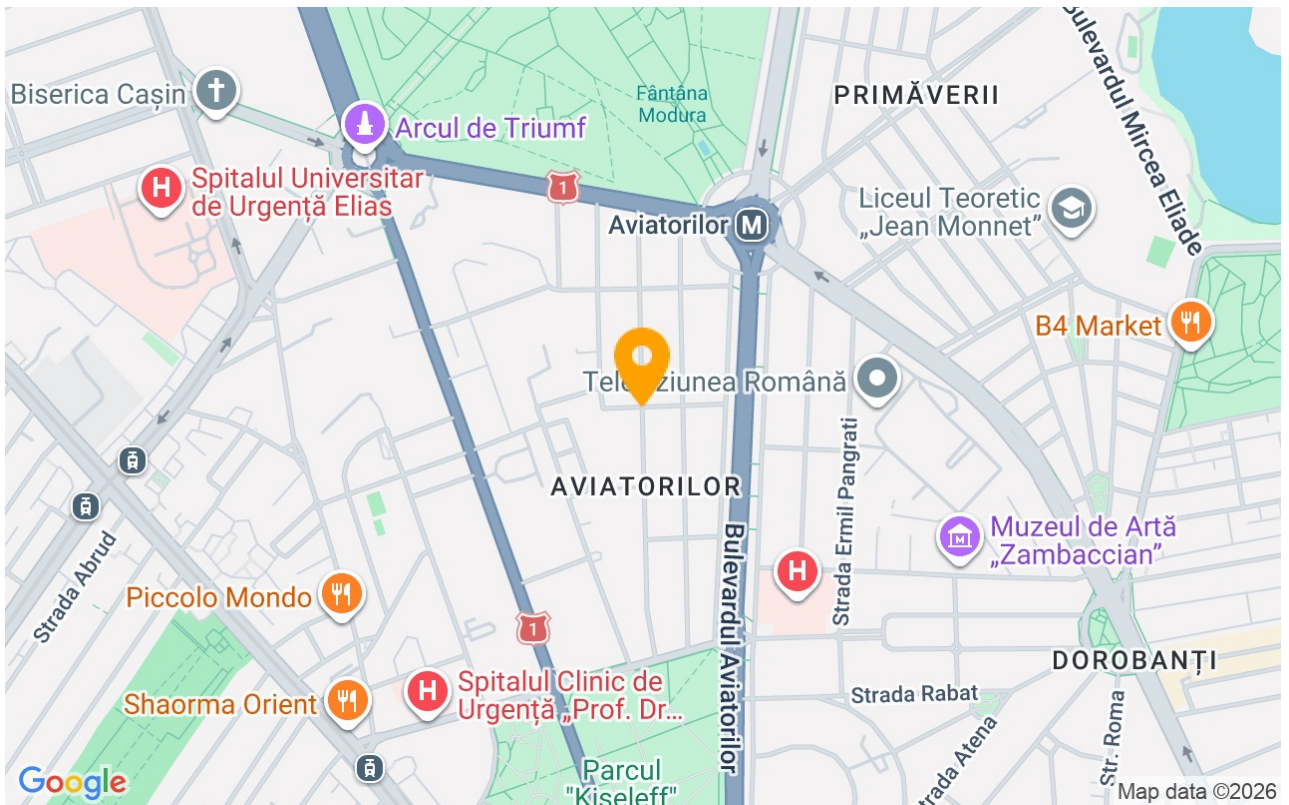 Bulevardul Mircea Eliade
Biserica Cașin
Fântâna
Modura
PRIMĂVERII
Arcul de Triumf
Spitalul Universitar
de Urgență Elias
1
Liceul Teoretic
„Jean Monnet”
Aviatorilor
M
H
B4 Market
Televiziunea Română
Strada Ermil Pangrati
AVIATORILOR
Bulevardul Aviatorilor
Muzeul de Artă
„Zambaccian”
H
Strada Abrud
Piccolo Mondo
1
DOROBANȚI
Shaorma Orient
H
Spitalul Clinic de
Urgență „Prof. Dr...
Strada Rabat
Str. Roma
Strada Atena
Parcul
"Kiseleff"
Google
Map data ©2026